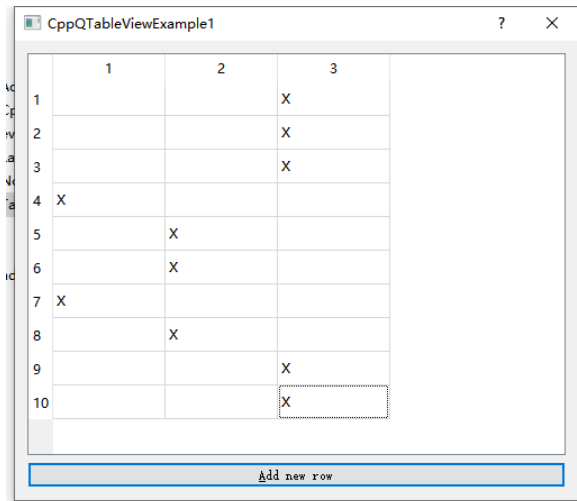 CppQTableViewExample1 ?
1 2 3
1 X
2 X
3 X
4 X
5 X
6 X
7 X
8 X
9 X
10 X
Add new row